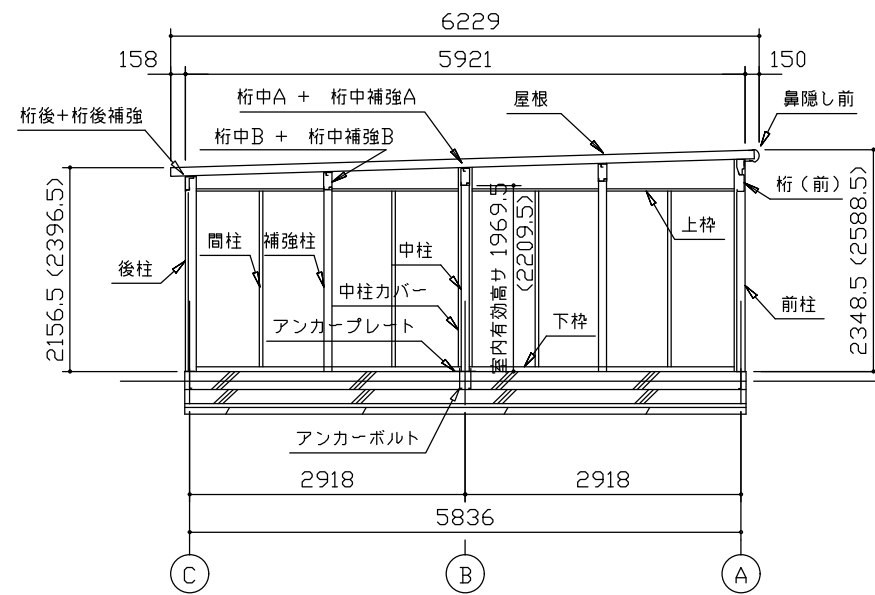 6229
158
5921
150
桁中A + 桁中補強A
屋根
鼻隠し前
桁後+桁後補強
桁中B + 桁中補強B
2156.5 (2396.5)
室内有効高サ 1969.5
(2209.5)
2348.5 (2588.5)
桁(前)
間柱
補強柱
中柱
上枠
後柱
中柱カバー
アンカープレート
下枠
前柱
アンカーボルト
2918
2918
5836
C
B
A